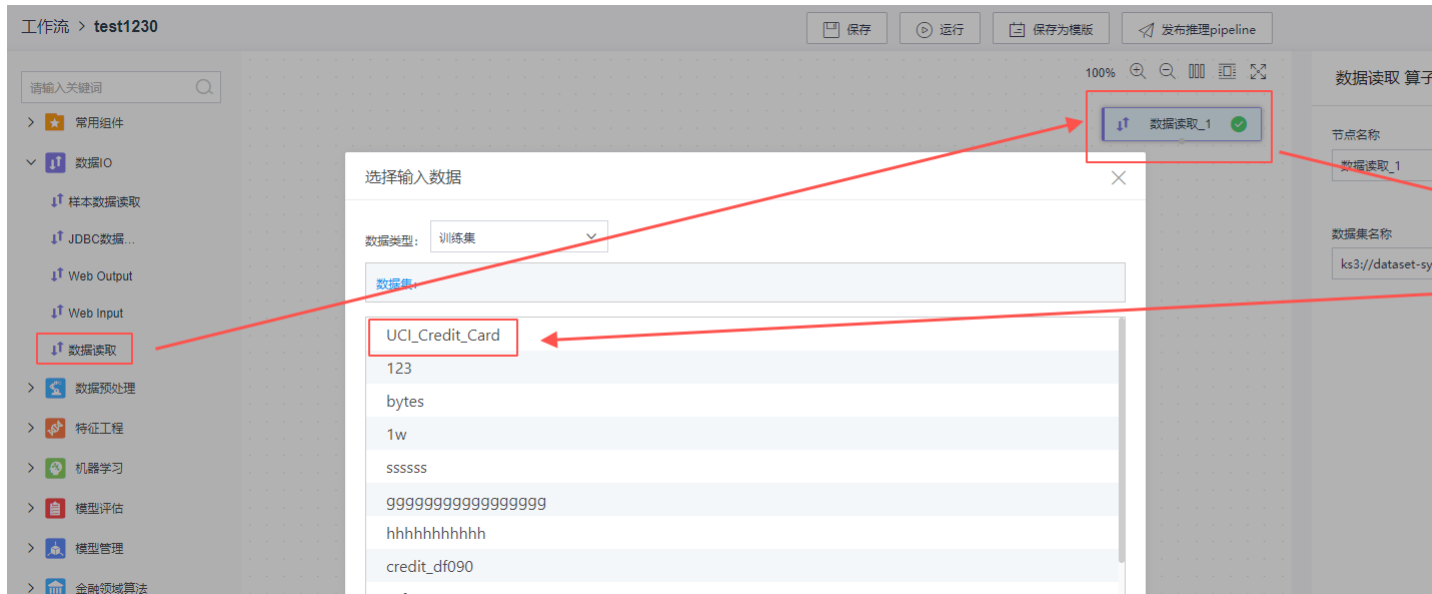 工作流 > test1230
保存
运行
保存为模版
发布推理pipeline
请输入关键词
常用组件
数据IO
样本数据读取
JDBC数据...
Web Output
Web Input
数据读取
数据预处理
特征工程
机器学习
模型评估
模型管理
金融领域算法
100%
数据读取_1
选择输入数据
数据类型:
训练集
数据集:
UCI_Credit_Card
123
bytes
1w
ssssss
ggggggggggggggggg
hhhhhhhhhhh
credit_df090
数据读取 算子
节点名称
数据读取_1
数据集名称
ks3://dataset-sy